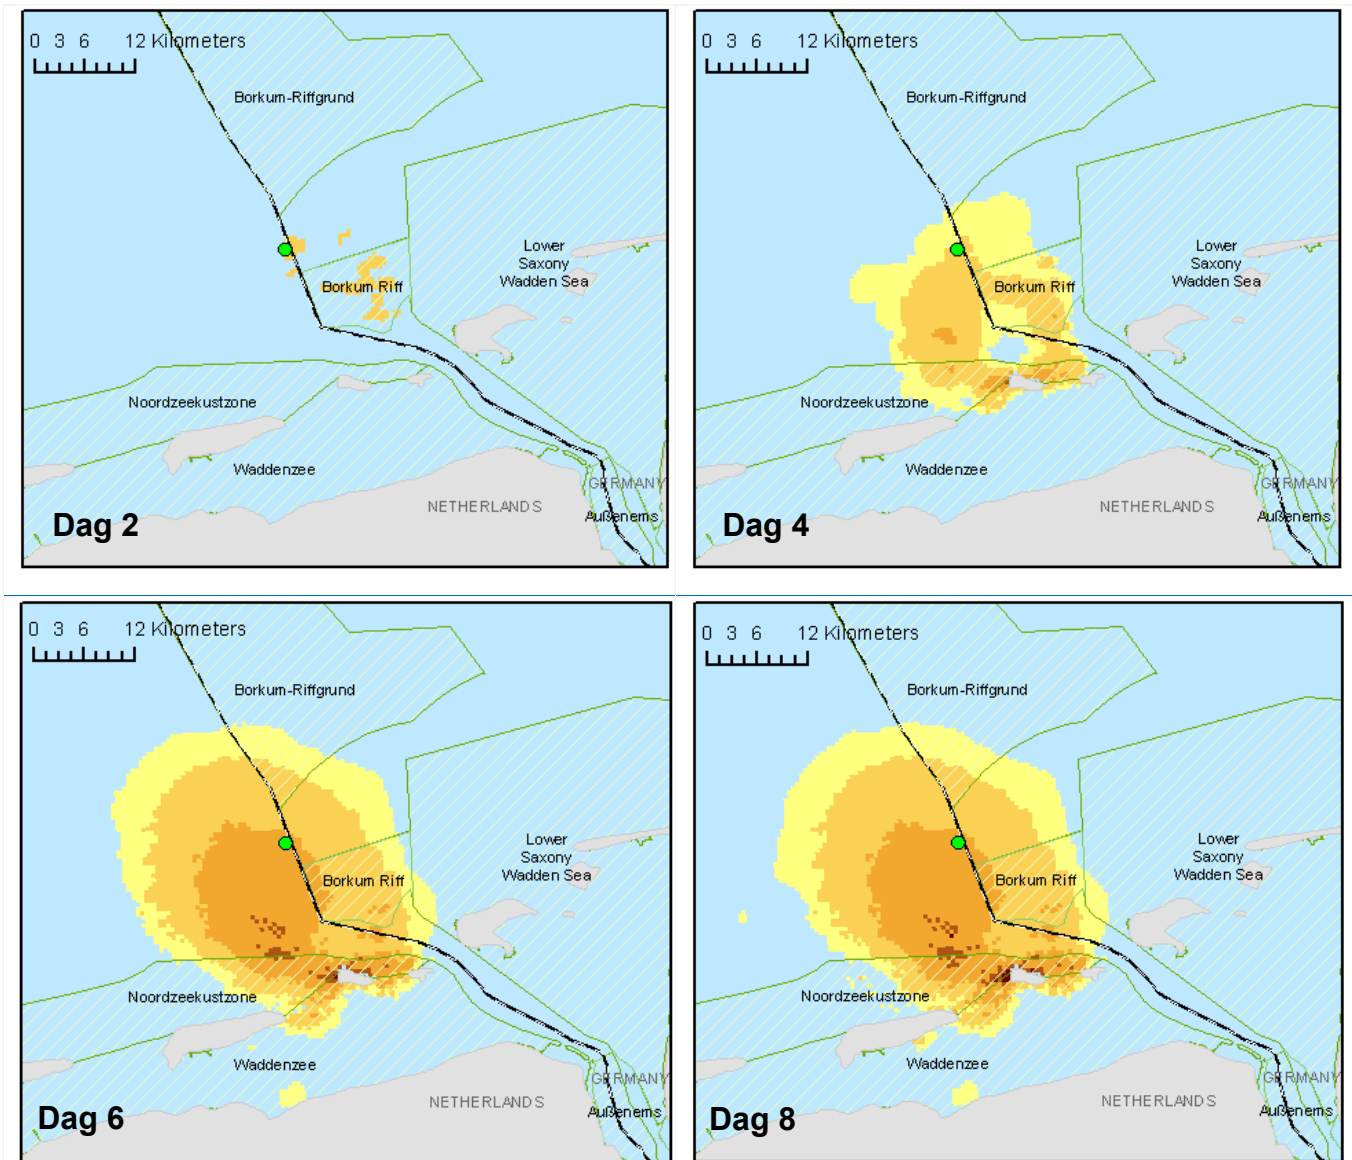 0 3 6 12 Kilometers
Borkum-Riffgrund
Lower
Saxony
Wadden Sea
Borkum Riff
Noordzeekustzone
Waddenzee
GERMANY
NETHERLANDS
Außenems
Dag 2
0 3 6 12 Kilometers
Borkum-Riffgrund
Lower
Saxony
Wadden Sea
Borkum Riff
Noordzeekustzone
Waddenzee
GERMANY
NETHERLANDS
Außenems
Dag 4
0 3 6 12 Kilometers
Borkum-Riffgrund
Lower
Saxony
Wadden Sea
Borkum Riff
Noordzeekustzone
Waddenzee
GERMANY
NETHERLANDS
Außenems
Dag 6
0 3 6 12 Kilometers
Borkum-Riffgrund
Lower
Saxony
Wadden Sea
Borkum Riff
Noordzeekustzone
Waddenzee
GERMANY
NETHERLANDS
Außenems
Dag 8